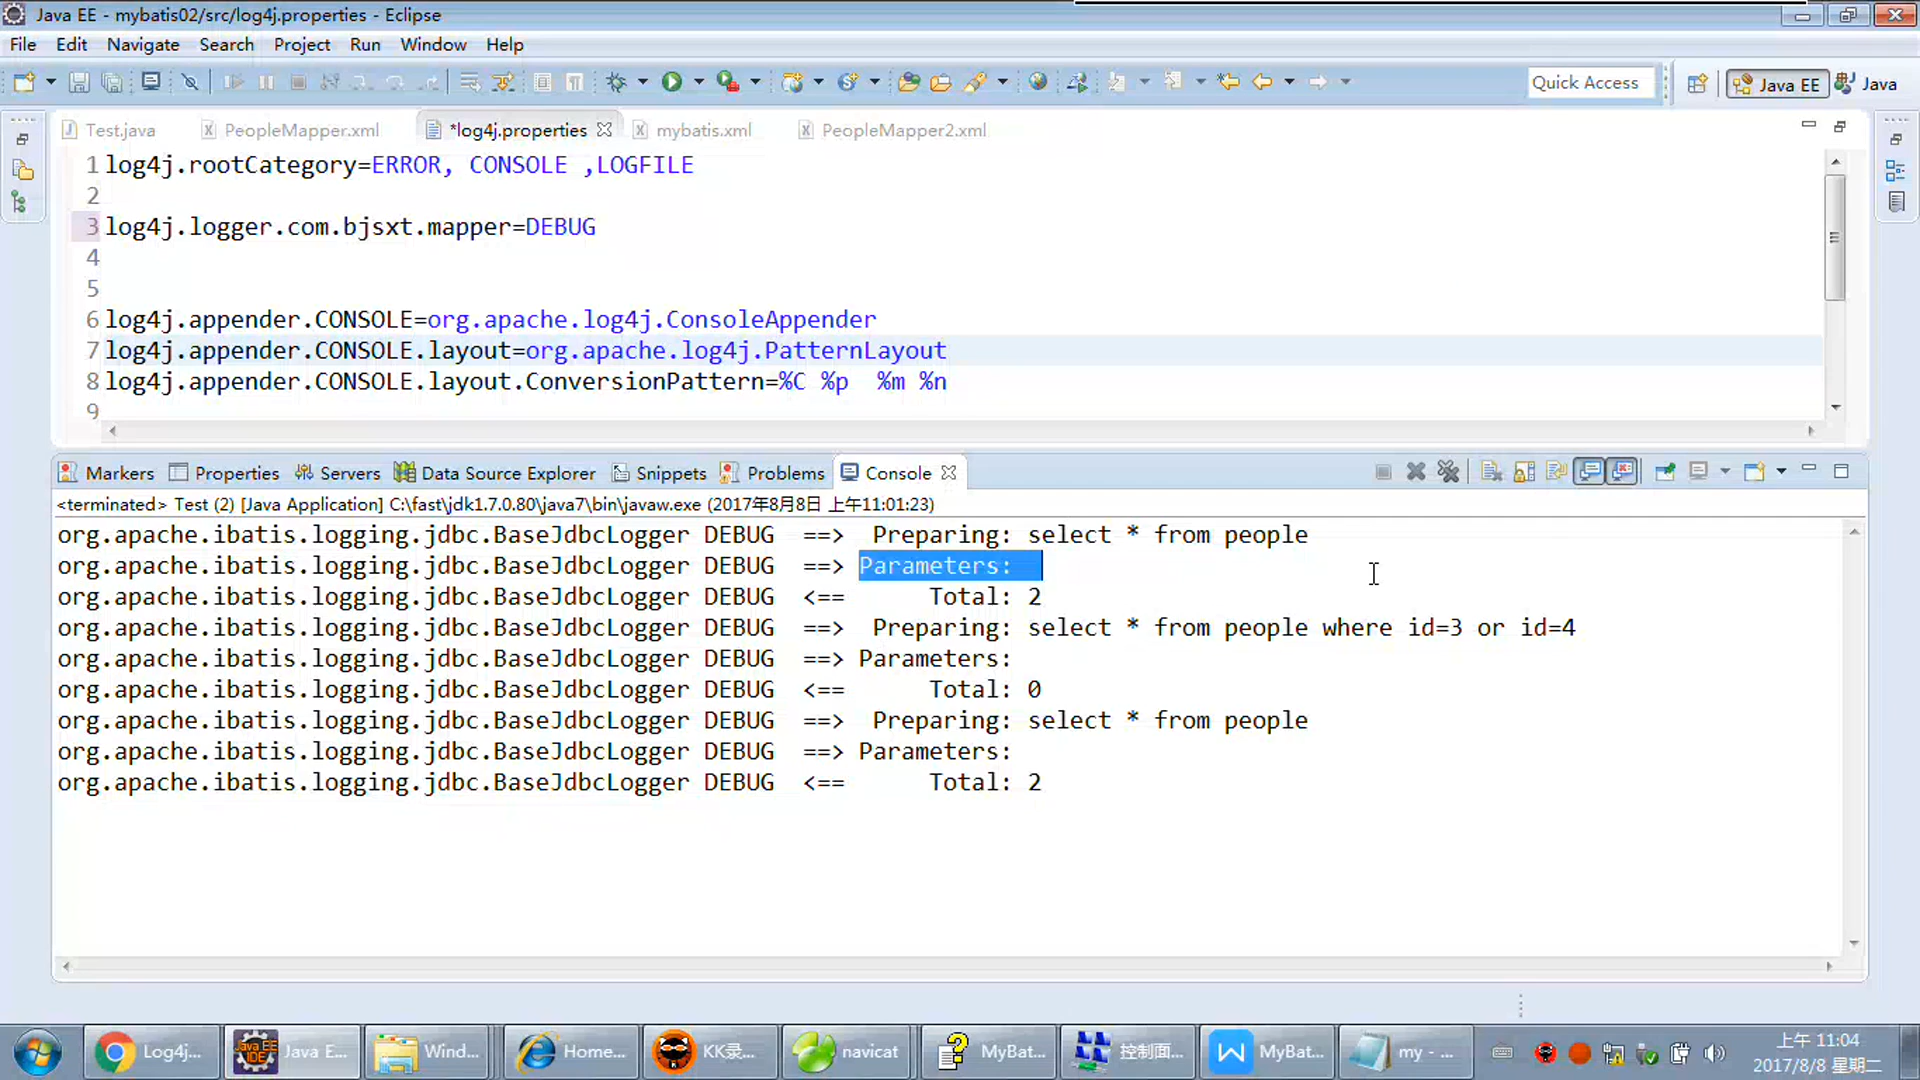 Java EE - mybatis02/src/log4j.properties - Eclipse
File Edit Navigate Search Project Run Window Help
Quick Access
Java EE
Java
Test.java
PeopleMapper.xml
*log4j.properties
mybatis.xml
PeopleMapper2.xml
1 log4j.rootCategory=ERROR, CONSOLE ,LOGFILE
2
3 log4j.logger.com.bjsxt.mapper=DEBUG
4
5
6 log4j.appender.CONSOLE=org.apache.log4j.ConsoleAppender
7 log4j.appender.CONSOLE.layout=org.apache.log4j.PatternLayout
8 log4j.appender.CONSOLE.layout.ConversionPattern=%C %p  %m %n
9
Markers Properties Servers Data Source Explorer Snippets Problems Console
<terminated> Test (2) [Java Application] C:\fast\jdk1.7.0.80\java7\bin\javaw.exe (2017年8月8日 上午11:01:23)
org.apache.ibatis.logging.jdbc.BaseJdbcLogger DEBUG  ==>  Preparing: select * from people
org.apache.ibatis.logging.jdbc.BaseJdbcLogger DEBUG  ==> Parameters:
org.apache.ibatis.logging.jdbc.BaseJdbcLogger DEBUG  <==      Total: 2
org.apache.ibatis.logging.jdbc.BaseJdbcLogger DEBUG  ==>  Preparing: select * from people where id=3 or id=4
org.apache.ibatis.logging.jdbc.BaseJdbcLogger DEBUG  ==> Parameters:
org.apache.ibatis.logging.jdbc.BaseJdbcLogger DEBUG  <==      Total: 0
org.apache.ibatis.logging.jdbc.BaseJdbcLogger DEBUG  ==>  Preparing: select * from people
org.apache.ibatis.logging.jdbc.BaseJdbcLogger DEBUG  ==> Parameters:
org.apache.ibatis.logging.jdbc.BaseJdbcLogger DEBUG  <==      Total: 2
Log4j...
Java E...
Wind...
Home...
KK录...
navicat
MyBat...
控制面...
MyBat...
my - ...
上午 11:04
2017/8/8 星期二